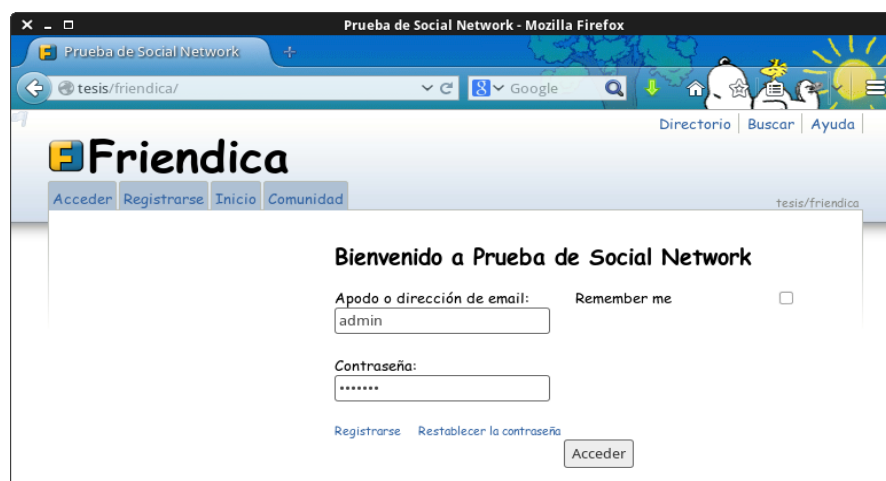 Prueba de Social Network - Mozilla Firefox
Prueba de Social Network
tesis/friendica/
Google
Directorio | Buscar | Ayuda
Friendica
Acceder Registrarse Inicio Comunidad
tesis/friendica
Bienvenido a Prueba de Social Network
Apodo o dirección de email: Remember me
admin
Contraseña:
•••••••
Registrarse Restablecer la contraseña
Acceder